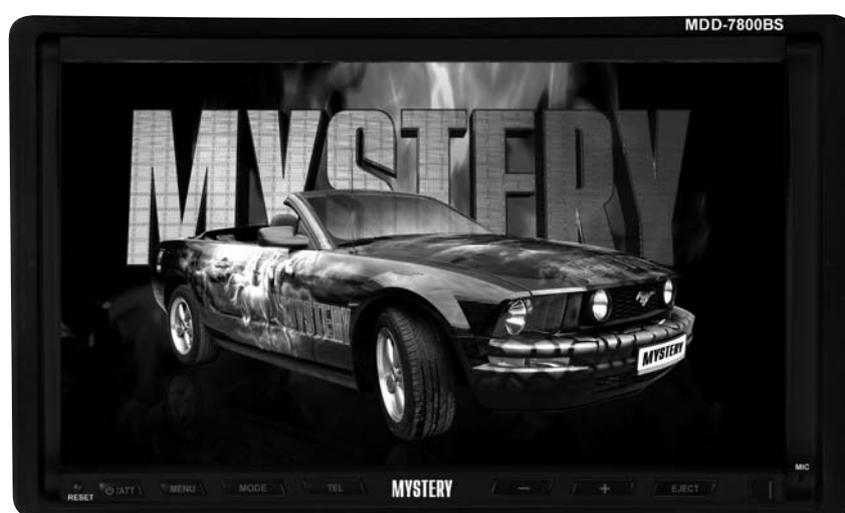 MDD-7800BS
MYSTERY
MYSTERY
MYSTERY
MIC
RESET /ATT MENU MODE TEL MYSTERY − + EJECT